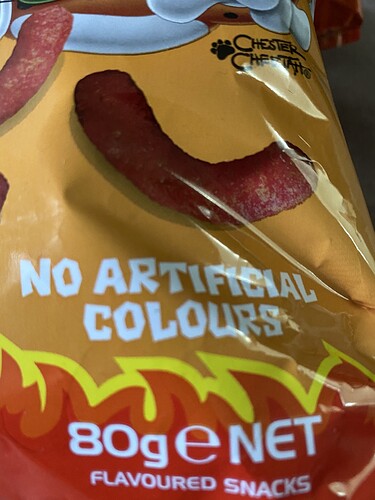 CHESTER
CHEETAH®
NO ARTIFICIAL
COLOURS
80g ℮ NET
FLAVOURED SNACKS